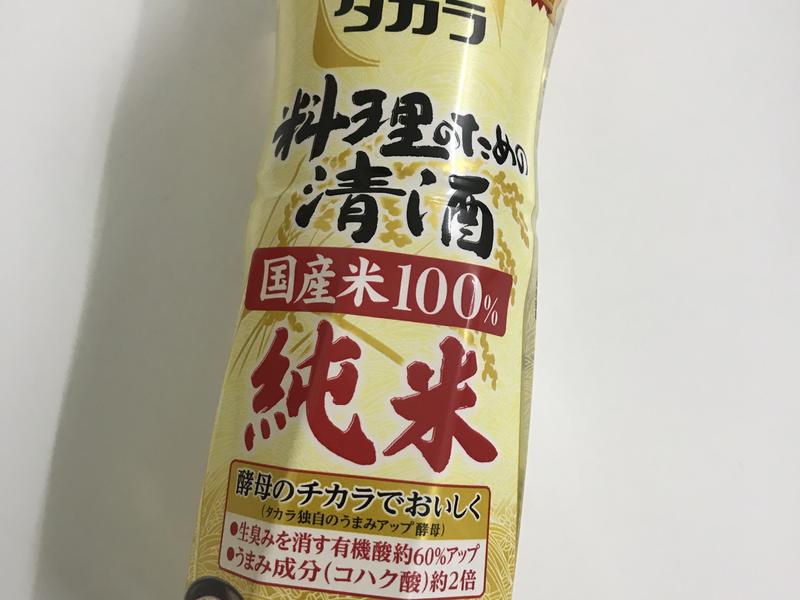 タカラ
料理のための
清酒
国産米100%
純米
酵母のチカラでおいしく
(タカラ独自のうまみアップ酵母)
●生臭みを消す有機酸約60%アップ
●うまみ成分(コハク酸)約2倍